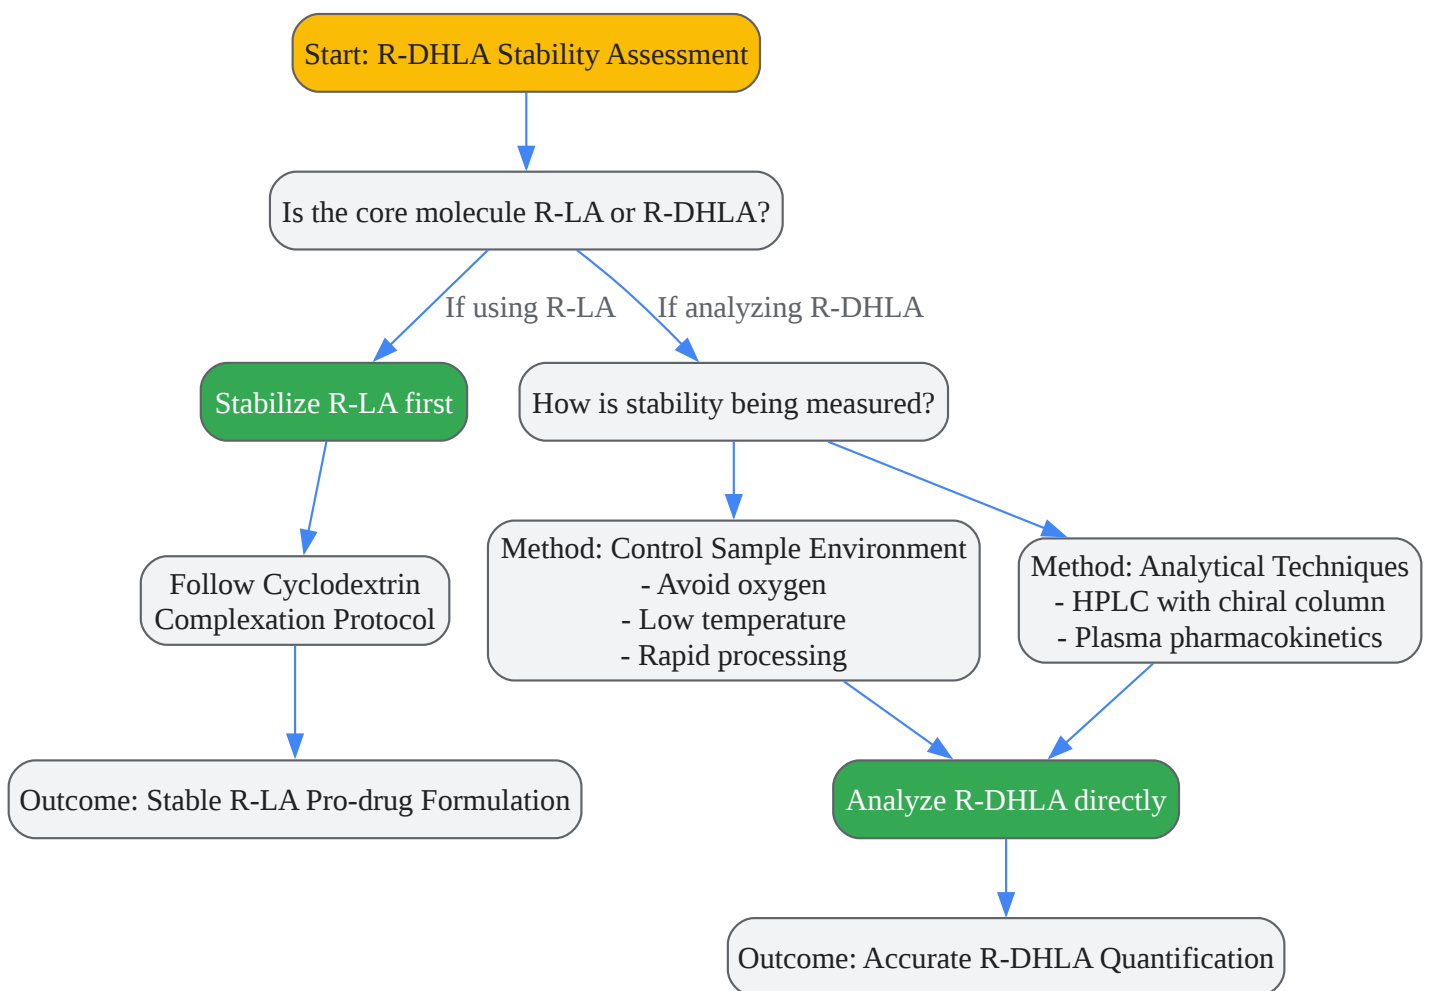 Start: R-DHLA Stability Assessment
Is the core molecule R-LA or R-DHLA?
If using R-LA
If analyzing R-DHLA
Stabilize R-LA first
How is stability being measured?
Follow Cyclodextrin
Complexation Protocol
Method: Control Sample Environment
- Avoid oxygen
- Low temperature
- Rapid processing
Method: Analytical Techniques
- HPLC with chiral column
- Plasma pharmacokinetics
Outcome: Stable R-LA Pro-drug Formulation
Analyze R-DHLA directly
Outcome: Accurate R-DHLA Quantification